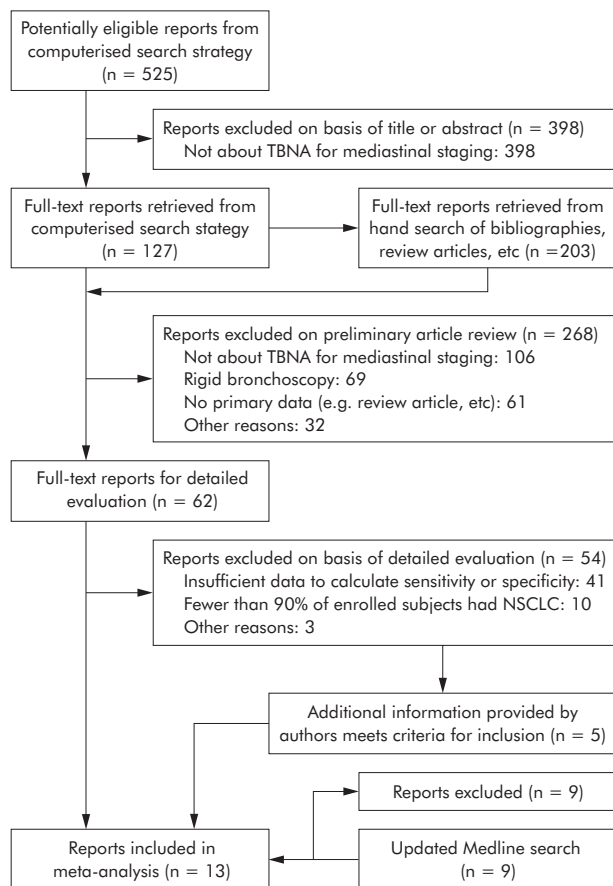 Potentially eligible reports from
computerised search strategy
(n = 525)
Reports excluded on basis of title or abstract (n = 398)
Not about TBNA for mediastinal staging: 398
Full-text reports retrieved from
computerised search stategy
(n = 127)
Full-text reports retrieved from
hand search of bibliographies,
review articles, etc (n =203)
Reports excluded on preliminary article review (n = 268)
Not about TBNA for mediastinal staging: 106
Rigid bronchoscopy: 69
No primary data (e.g. review article, etc): 61
Other reasons: 32
Full-text reports for detailed
evaluation (n = 62)
Reports excluded on basis of detailed evaluation (n = 54)
Insufficient data to calculate sensitivity or specificity: 41
Fewer than 90% of enrolled subjects had NSCLC: 10
Other reasons: 3
Additional information provided by
authors meets criteria for inclusion (n = 5)
Reports excluded (n = 9)
Reports included in
meta-analysis (n = 13)
Updated Medline search
(n = 9)